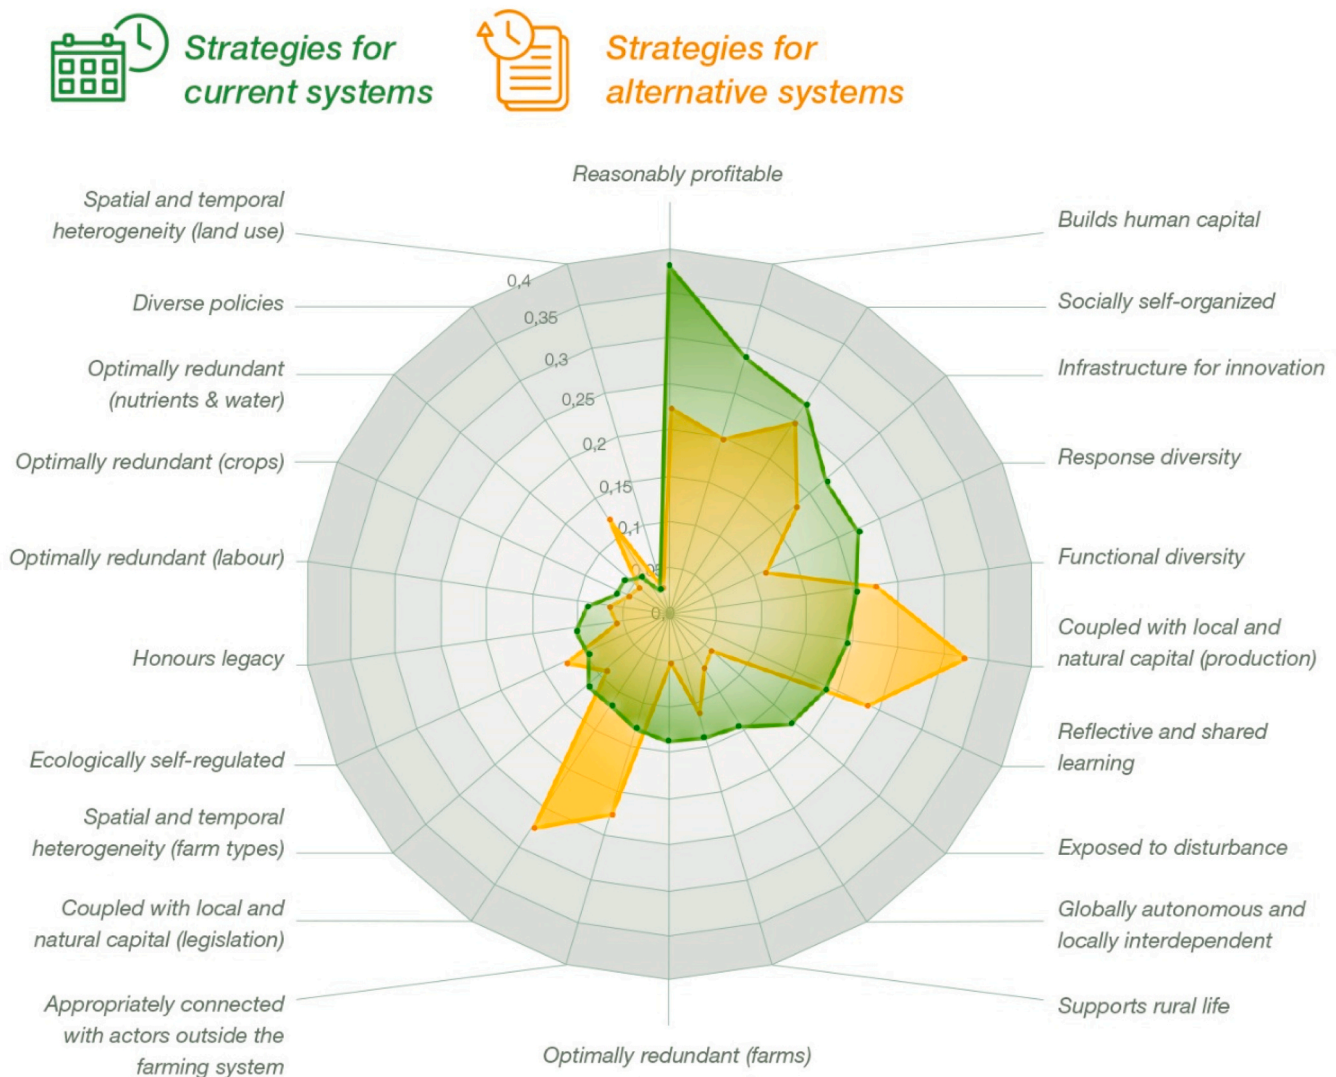 Strategies for
current systems
Strategies for
alternative systems
Reasonably profitable
Builds human capital
Socially self-organized
Infrastructure for innovation
Response diversity
Functional diversity
Coupled with local and
natural capital (production)
Reflective and shared
learning
Exposed to disturbance
Globally autonomous and
locally interdependent
Supports rural life
Optimally redundant (farms)
Appropriately connected
with actors outside the
farming system
Coupled with local and
natural capital (legislation)
Spatial and temporal
heterogeneity (farm types)
Ecologically self-regulated
Honours legacy
Optimally redundant (labour)
Optimally redundant (crops)
Optimally redundant
(nutrients & water)
Diverse policies
Spatial and temporal
heterogeneity (land use)
0,4
0,35
0,3
0,25
0,2
0,15
0,1